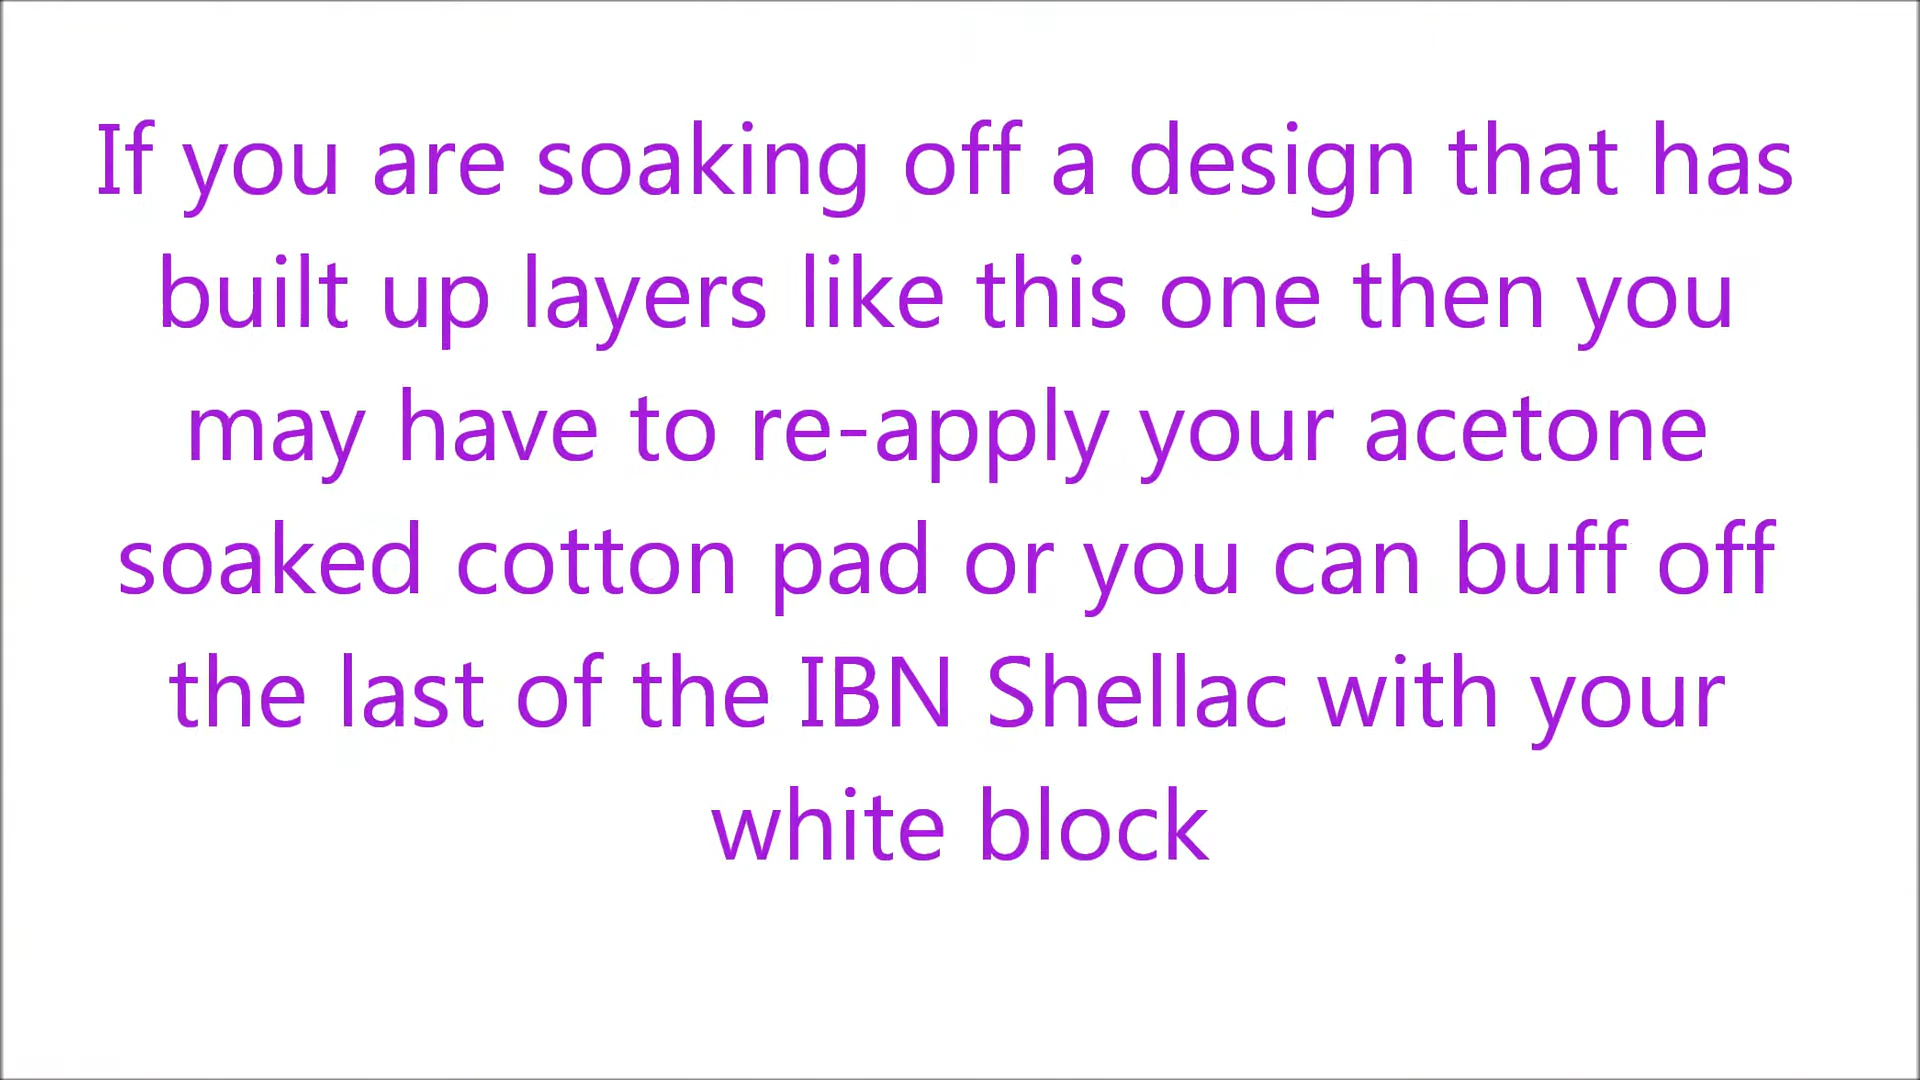 If you are soaking off a design that has
built up layers like this one then you
may have to re-apply your acetone
soaked cotton pad or you can buff off
the last of the IBN Shellac with your
white block